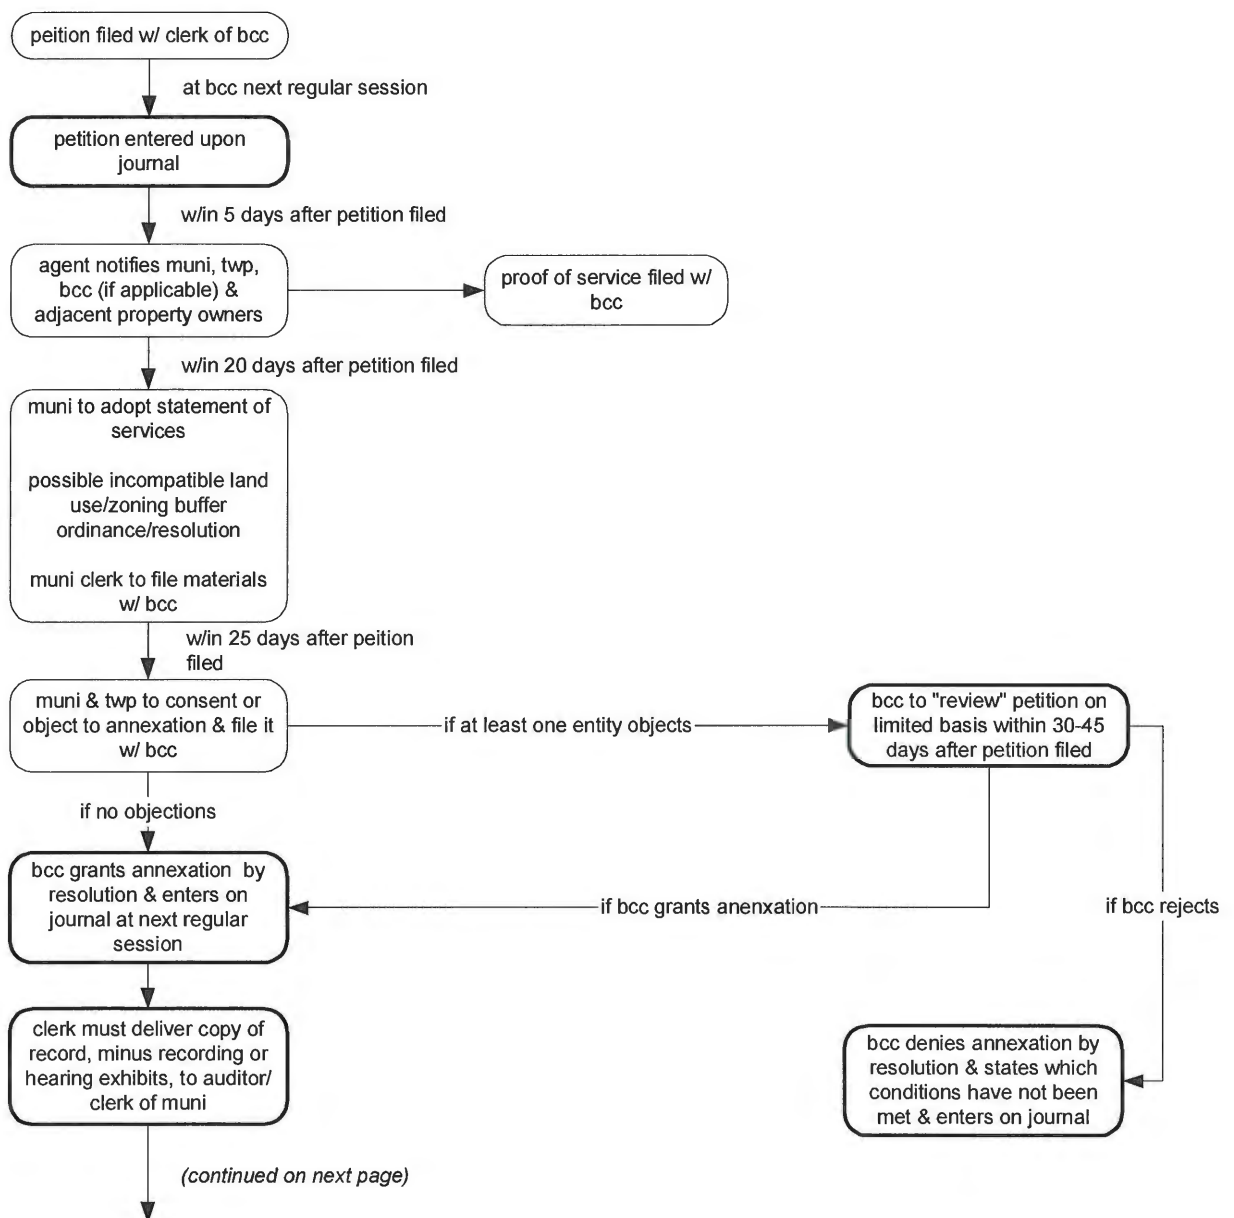 peition filed w/ clerk of bcc
at bcc next regular session
petition entered upon
journal
w/in 5 days after petition filed
agent notifies muni, twp,
bcc (if applicable) &
adjacent property owners
proof of service filed w/
bcc
w/in 20 days after petition filed
muni to adopt statement of
services
possible incompatible land
use/zoning buffer
ordinance/resolution
muni clerk to file materials
w/ bcc
w/in 25 days after peition
filed
muni & twp to consent or
object to annexation & file it
w/ bcc
if at least one entity objects
bcc to "review" petition on
limited basis within 30-45
days after petition filed
if no objections
bcc grants annexation by
resolution & enters on
journal at next regular
session
if bcc grants anenxation
if bcc rejects
clerk must deliver copy of
record, minus recording or
hearing exhibits, to auditor/
clerk of muni
bcc denies annexation by
resolution & states which
conditions have not been
met & enters on journal
(continued on next page)